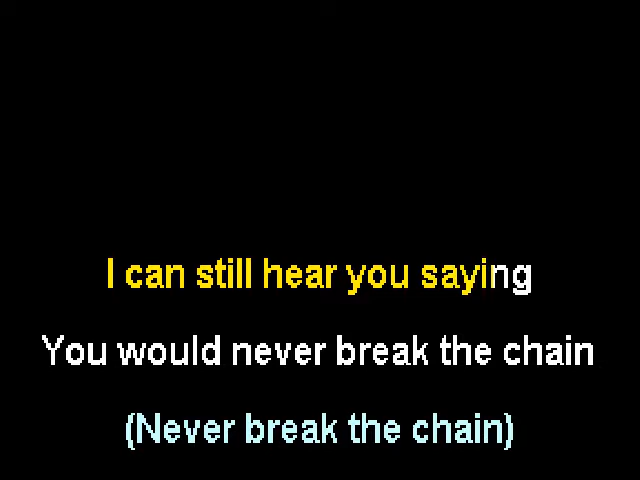 I can still hear you saying
You would never break the chain
(Never break the chain)